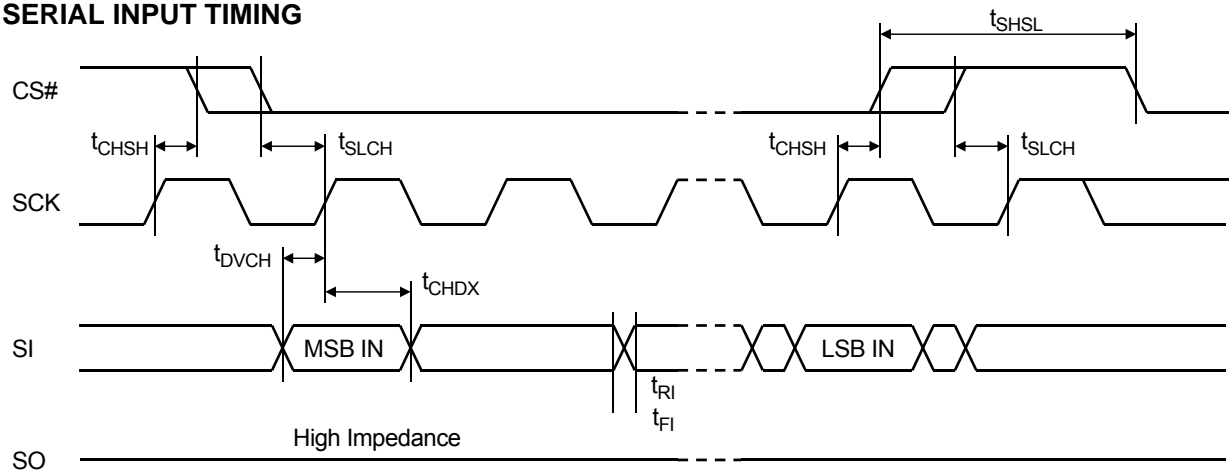 SERIAL INPUT TIMING
tSHSL
CS#
tCHSH
tSLCH
tCHSH
tSLCH
SCK
tDVCH
tCHDX
SI
MSB IN
LSB IN
tRI
tFI
High Impedance
SO